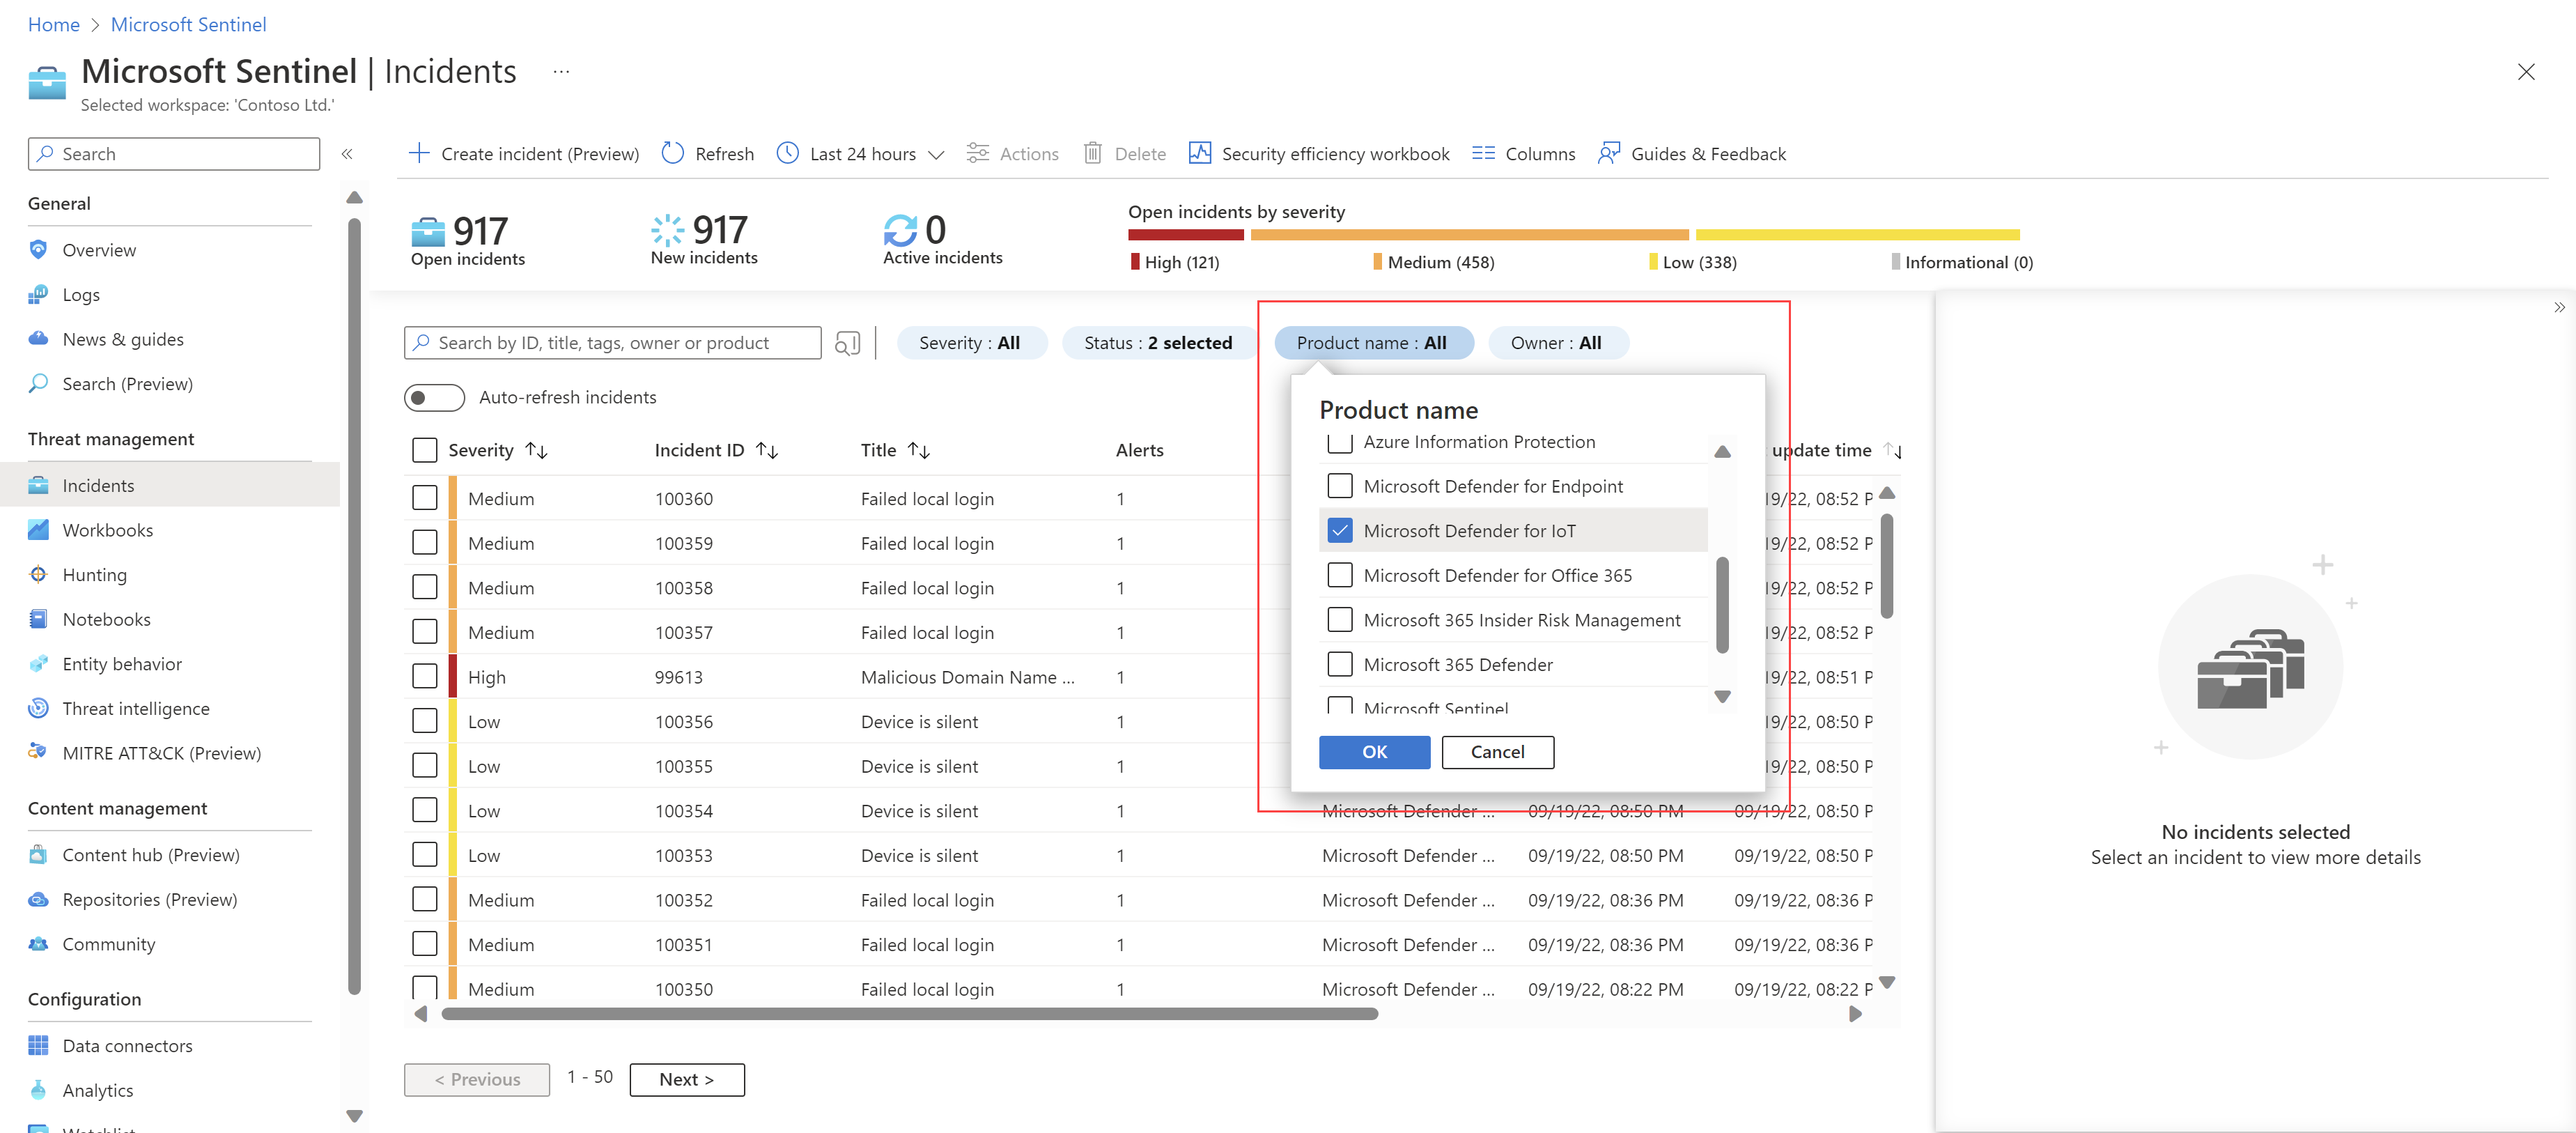 Home > Microsoft Sentinel
Microsoft Sentinel | Incidents ...
Selected workspace: 'Contoso Ltd.'
Search «
General
Overview
Logs
News & guides
Search (Preview)
Threat management
Incidents
Workbooks
Hunting
Notebooks
Entity behavior
Threat intelligence
MITRE ATT&CK (Preview)
Content management
Content hub (Preview)
Repositories (Preview)
Community
Configuration
Data connectors
Analytics
Watchlist
Create incident (Preview) Refresh Last 24 hours Actions Delete Security efficiency workbook Columns Guides & Feedback
917 Open incidents
917 New incidents
0 Active incidents
Open incidents by severity
High (121) Medium (458) Low (338) Informational (0)
Search by ID, title, tags, owner or product
Severity : All Status : 2 selected Product name : All Owner : All
Auto-refresh incidents
Severity Incident ID Title Alerts update time
Medium 100360 Failed local login 1 19/22, 08:52 P
Medium 100359 Failed local login 1 19/22, 08:52 P
Medium 100358 Failed local login 1 19/22, 08:52 P
Medium 100357 Failed local login 1 19/22, 08:52 P
High 99613 Malicious Domain Name ... 1 19/22, 08:51 P
Low 100356 Device is silent 1 19/22, 08:50 P
Low 100355 Device is silent 1 19/22, 08:50 P
Low 100354 Device is silent 1 Microsoft Defender ... 09/19/22, 08:50 PM 09/19/22, 08:50 P
Low 100353 Device is silent 1 Microsoft Defender ... 09/19/22, 08:50 PM 09/19/22, 08:50 P
Medium 100352 Failed local login 1 Microsoft Defender ... 09/19/22, 08:36 PM 09/19/22, 08:36 P
Medium 100351 Failed local login 1 Microsoft Defender ... 09/19/22, 08:36 PM 09/19/22, 08:36 P
Medium 100350 Failed local login 1 Microsoft Defender ... 09/19/22, 08:22 PM 09/19/22, 08:22 P
Product name
Azure Information Protection
Microsoft Defender for Endpoint
Microsoft Defender for IoT
Microsoft Defender for Office 365
Microsoft 365 Insider Risk Management
Microsoft 365 Defender
Microsoft Sentinel
OK Cancel
< Previous 1 - 50 Next >
»
No incidents selected
Select an incident to view more details